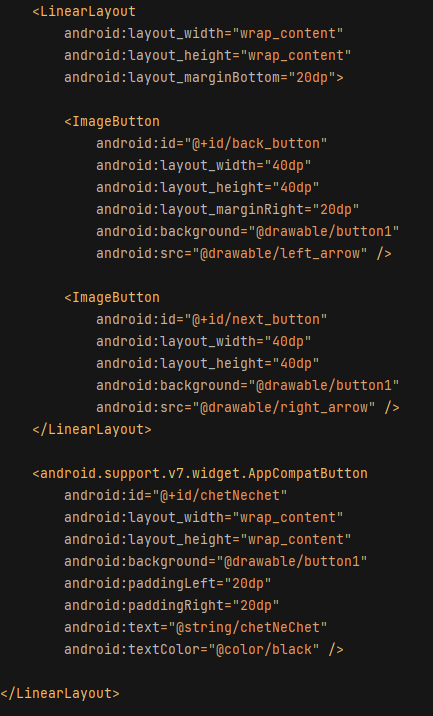 <LinearLayout
android:layout_width="wrap_content"
android:layout_height="wrap_content"
android:layout_marginBottom="20dp">
<ImageButton
android:id="@+id/back_button"
android:layout_width="40dp"
android:layout_height="40dp"
android:layout_marginRight="20dp"
android:background="@drawable/button1"
android:src="@drawable/left_arrow" />
<ImageButton
android:id="@+id/next_button"
android:layout_width="40dp"
android:layout_height="40dp"
android:background="@drawable/button1"
android:src="@drawable/right_arrow" />
</LinearLayout>
<android.support.v7.widget.AppCompatButton
android:id="@+id/chetNechet"
android:layout_width="wrap_content"
android:layout_height="wrap_content"
android:background="@drawable/button1"
android:paddingLeft="20dp"
android:paddingRight="20dp"
android:text="@string/chetNeChet"
android:textColor="@color/black" />
</LinearLayout>